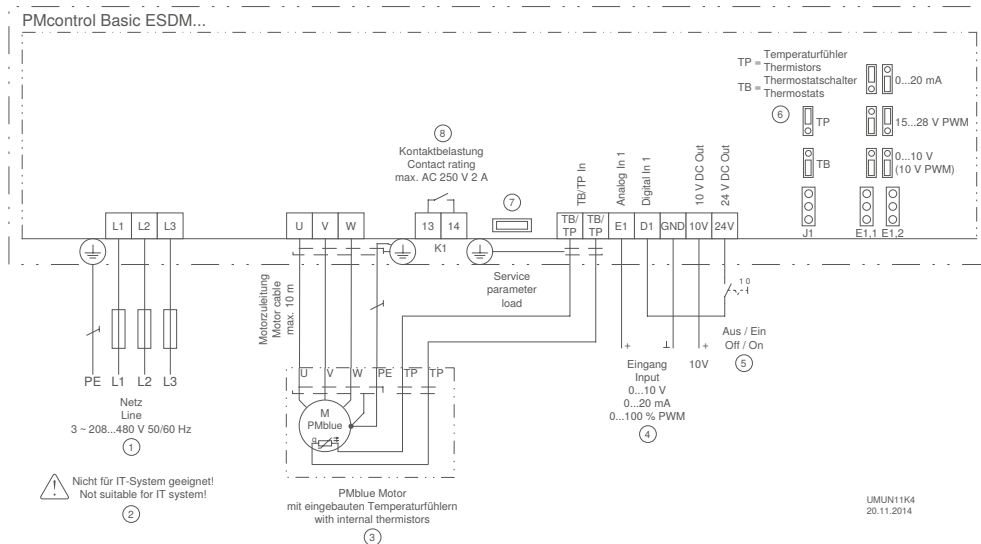 PMcontrol Basic ESDM...
TP = Temperaturfühler
Thermistors
TB = Thermostatschalter
Thermostats
6
TP
TB
J1
0...20 mA
15...28 V PWM
0...10 V
(10 V PWM)
E1,1 E1,2
8
Kontaktbelastung
Contact rating
max. AC 250 V 2 A
7
TB/TP In
Analog In 1
Digital In 1
10 V DC Out
24 V DC Out
L1 L2 L3
U V W
13 14
K1
TB/
TP
TB/
TP
E1 D1 GND 10V 24V
Motorzuleitung
Motor cable
max. 10 m
Service
parameter
load
1 0
Aus / Ein
Off / On
5
PE L1 L2 L3
Netz
Line
3 ~ 208...480 V 50/60 Hz
1
U V W PE TP TP
M
PMblue
+ ⊥ +
Eingang
Input
0...10 V
0...20 mA
0...100 % PWM
4
10V
Nicht für IT-System geeignet!
Not suitable for IT system!
2
PMblue Motor
mit eingebauten Temperaturfühlern
with internal thermistors
3
UMUN11K4
20.11.2014